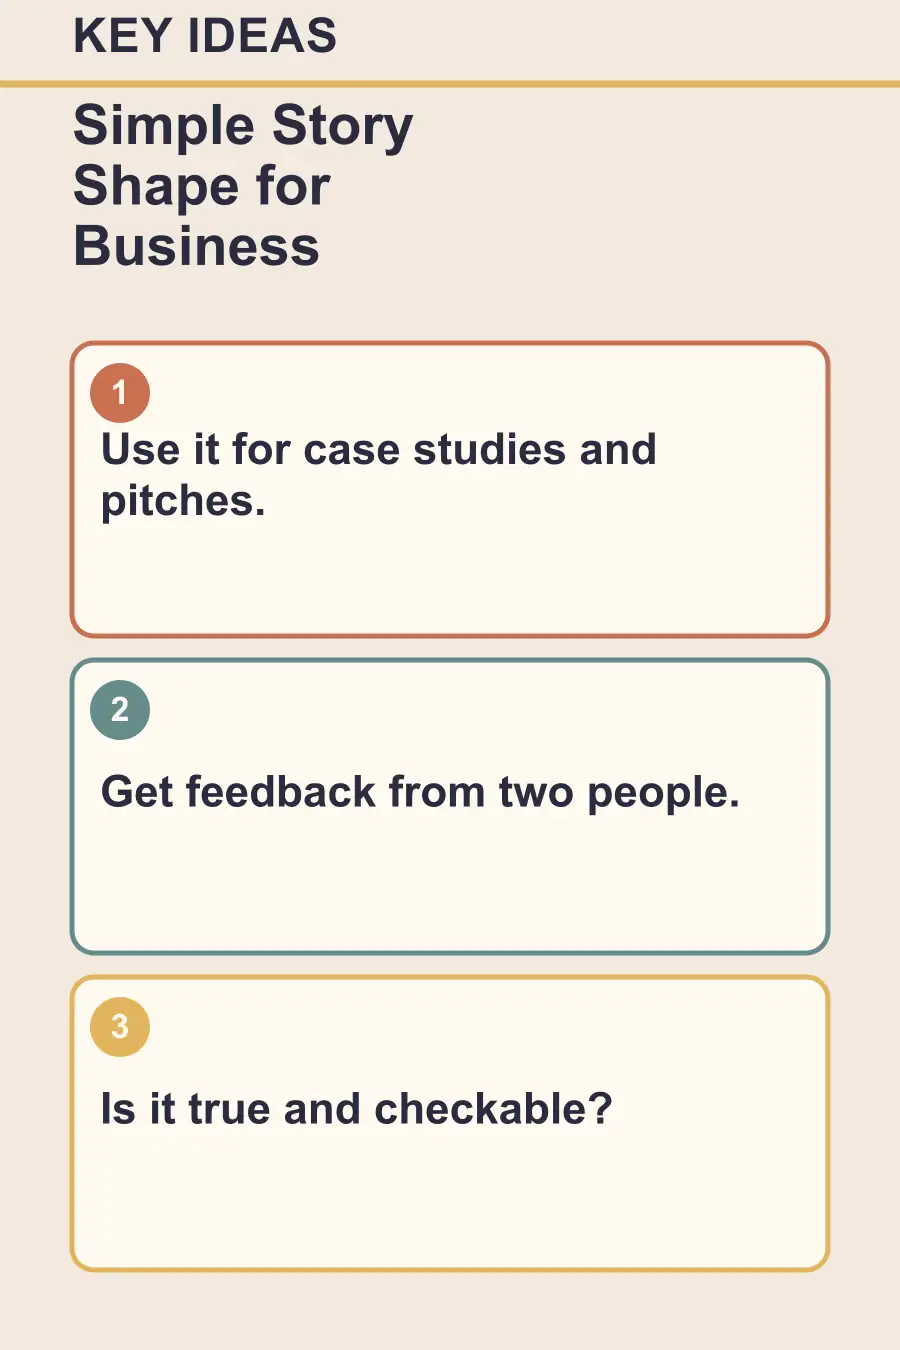 KEY IDEAS
Simple Story
Shape for
Business
1
Use it for case studies and
pitches.
2
Get feedback from two people.
3
Is it true and checkable?